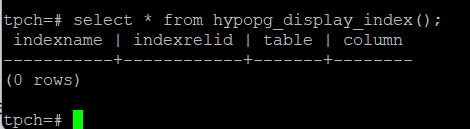 tpch=# select * from hypopg_display_index();
 indexname | indexrelid | table | column
-----------+------------+-------+--------
(0 rows)
tpch=#